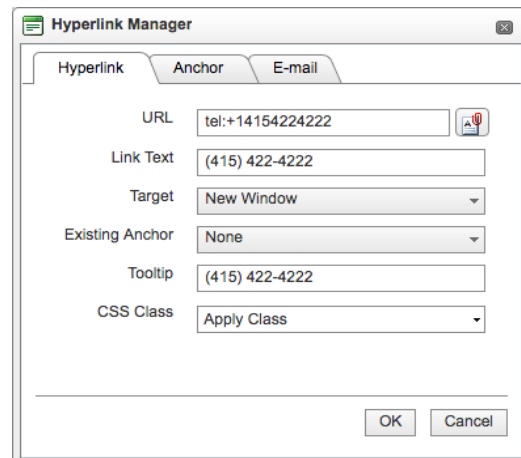 Hyperlink Manager
Hyperlink Anchor E-mail
URL tel:+14154224222
Link Text (415) 422-4222
Target New Window
Existing Anchor None
Tooltip (415) 422-4222
CSS Class Apply Class
OK Cancel